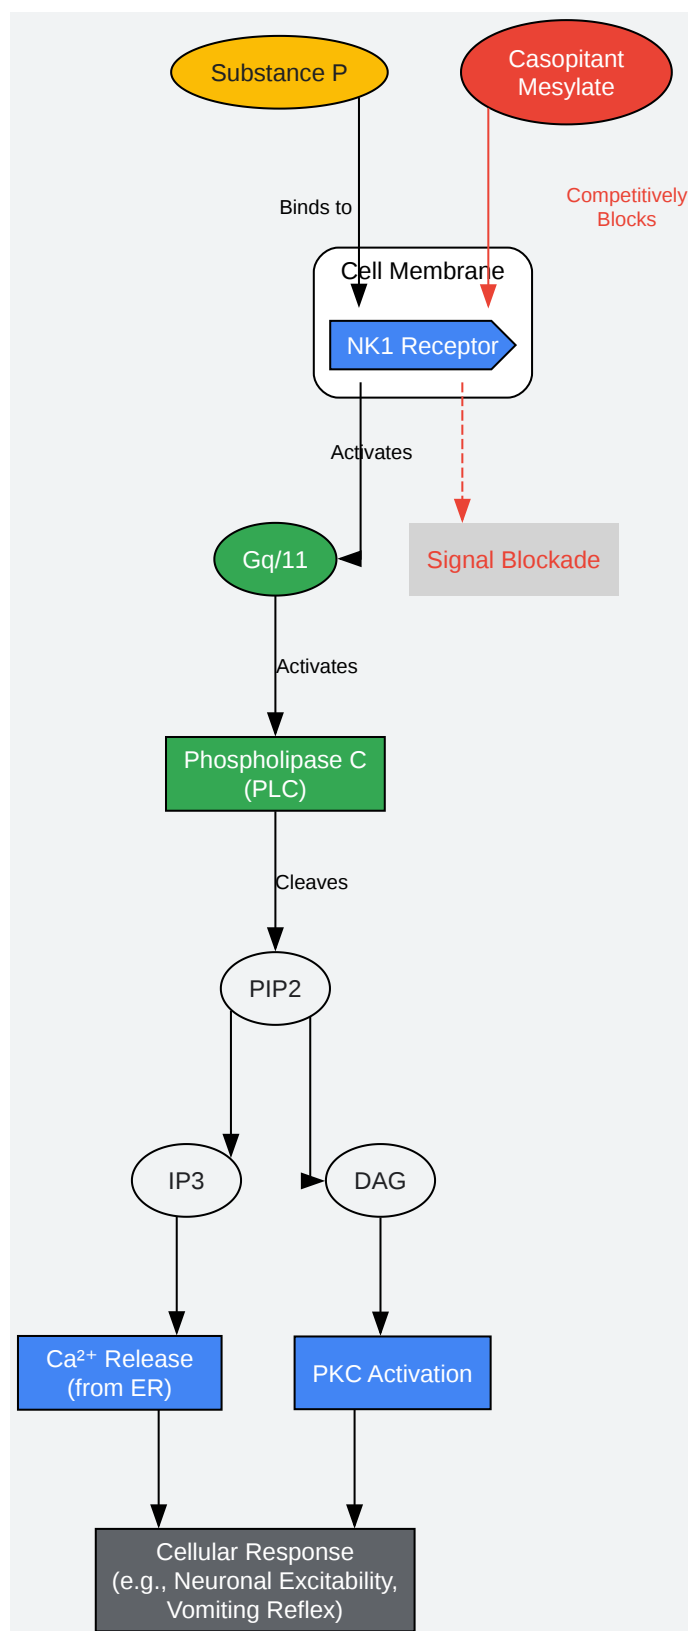 Substance P
Casopitant
Mesylate
Binds to
Competitively
Blocks
Cell Membrane
NK1 Receptor
Activates
Gq/11
Signal Blockade
Activates
Phospholipase C
(PLC)
Cleaves
PIP2
IP3
DAG
Ca²⁺ Release
(from ER)
PKC Activation
Cellular Response
(e.g., Neuronal Excitability,
Vomiting Reflex)